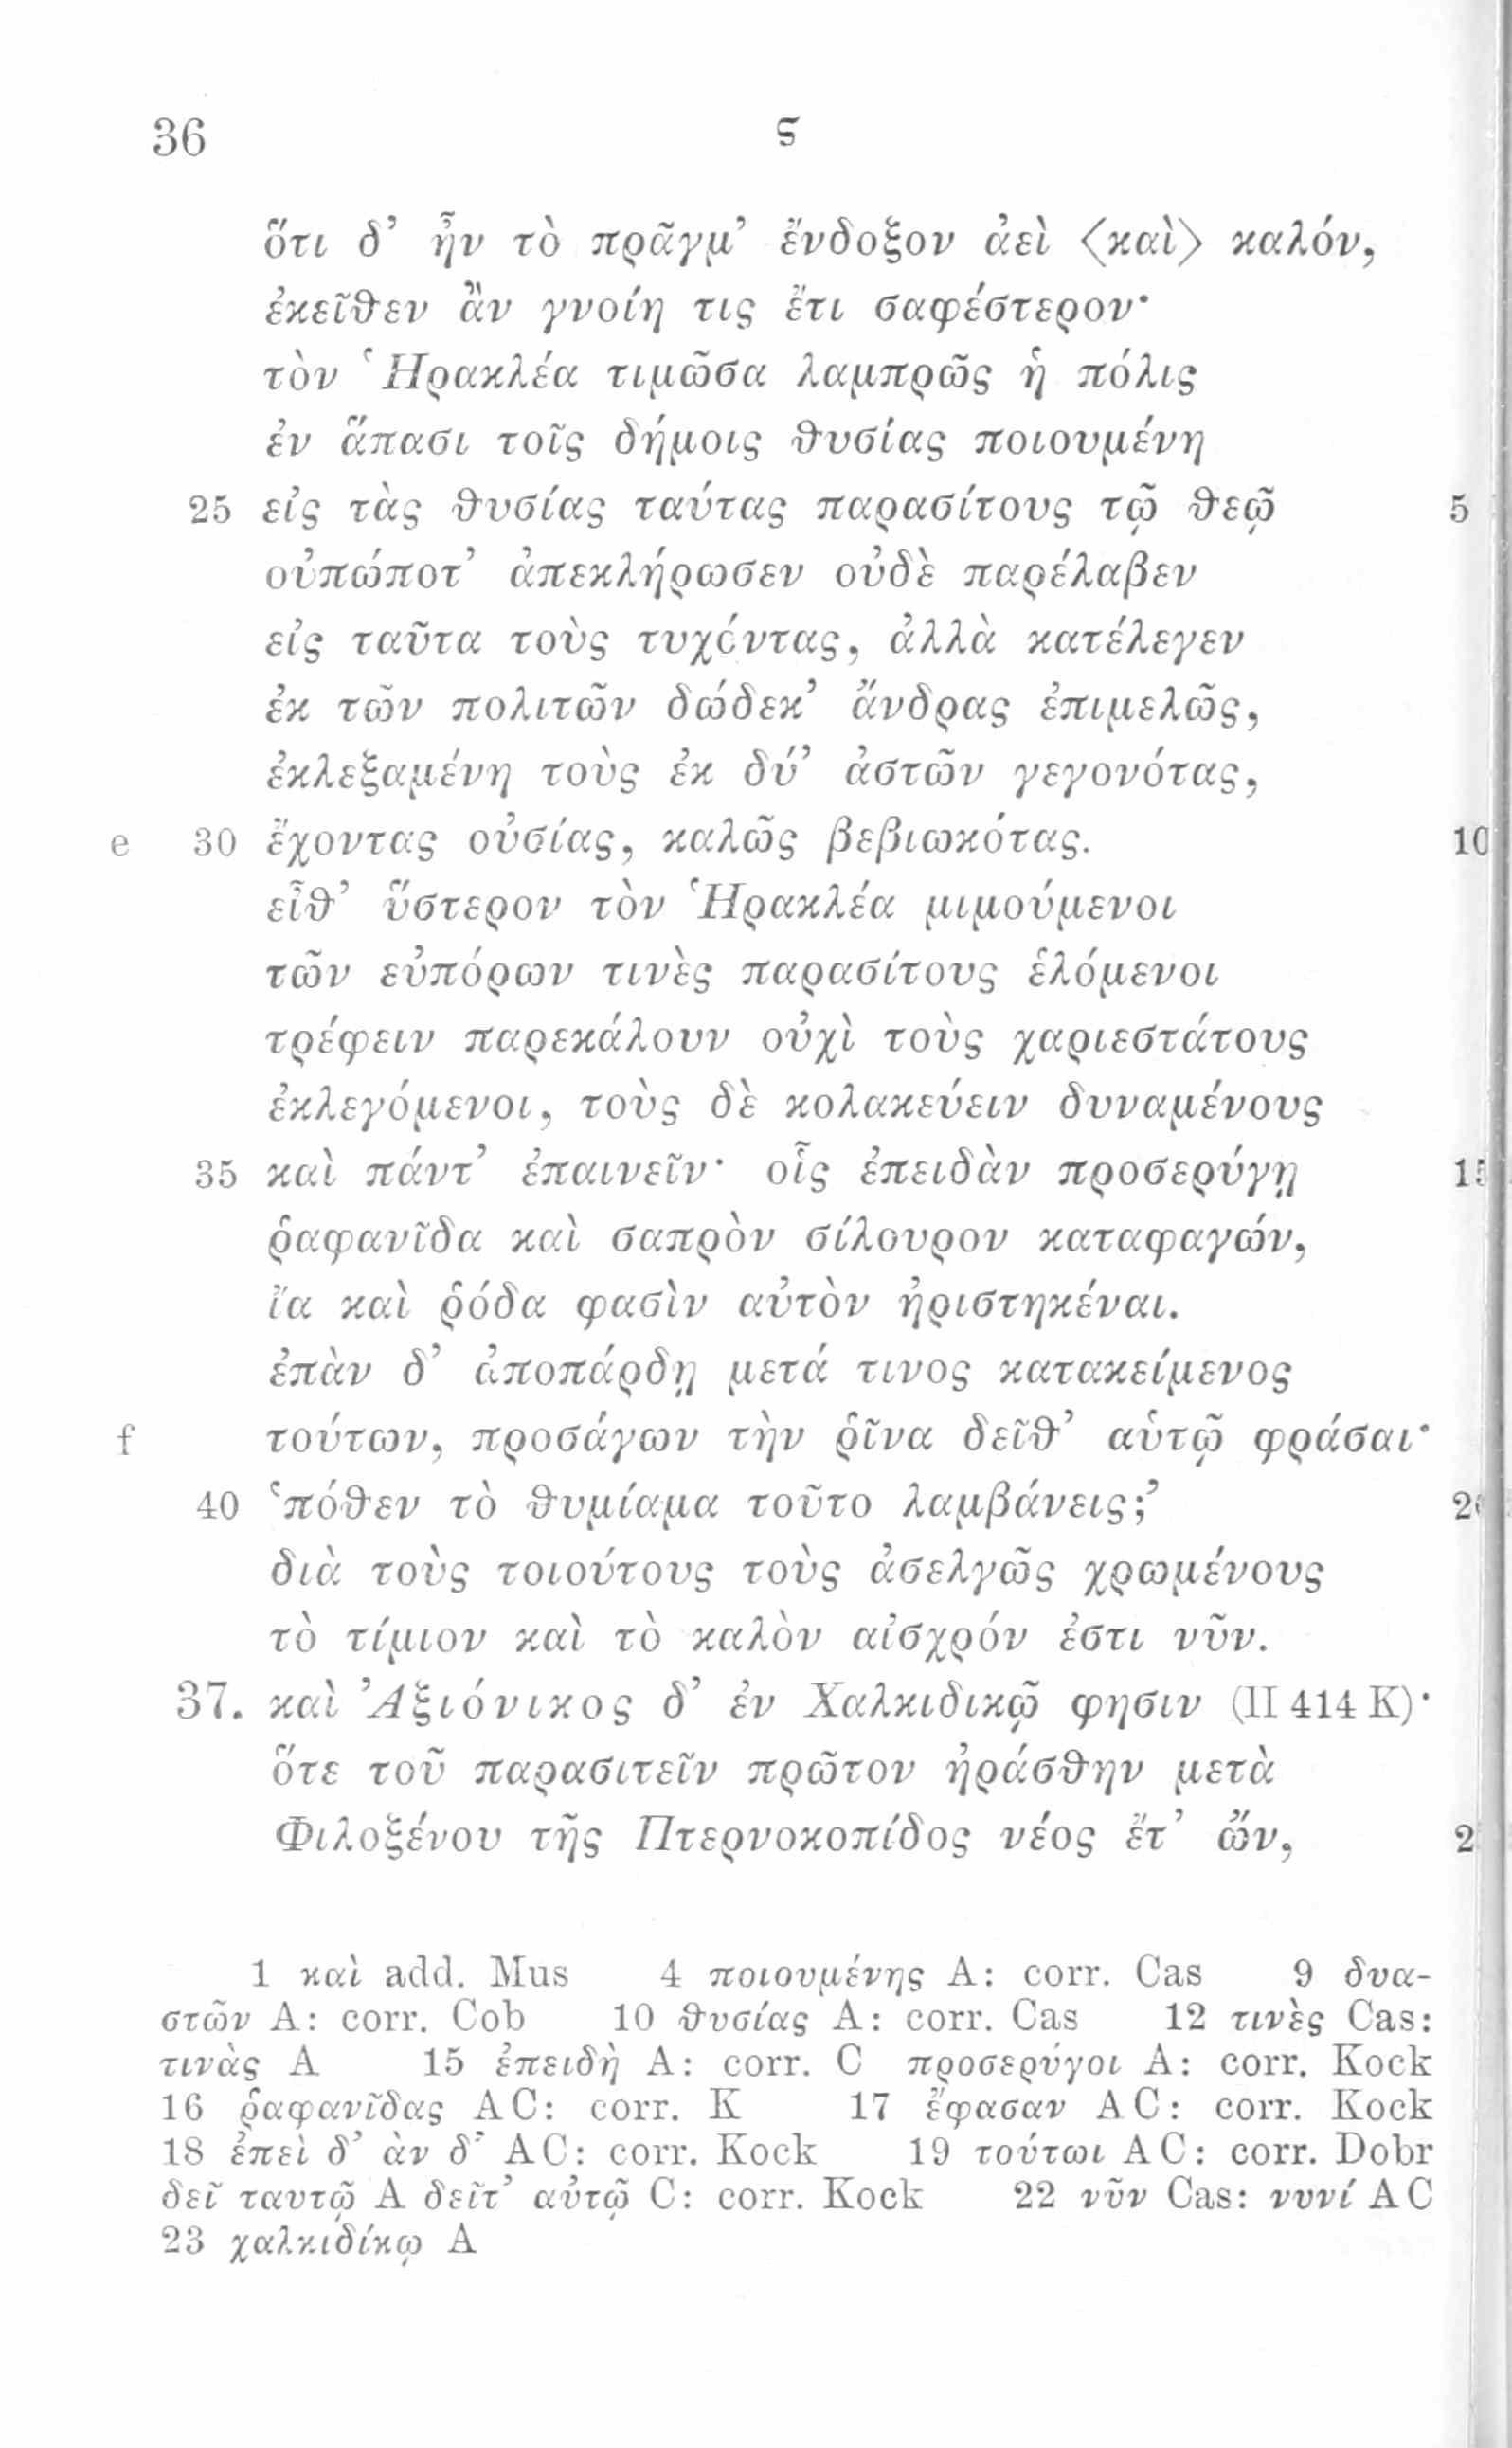 36 ς
ὅτι δ’ ἦν τὸ πρᾶγμ’ ἔνδοξον ἀεὶ ⟨καὶ⟩ καλόν,
ἐκεῖθεν ἂν γνοίη τις ἔτι σαφέστερον·
τὸν Ἡρακλέα τιμῶσα λαμπρῶς ἡ πόλις
ἐν ἅπασι τοῖς δήμοις θυσίας ποιουμένη
25 εἰς τὰς θυσίας ταύτας παρασίτους τῷ θεῷ 5
οὐπώποτ’ ἀπεκλήρωσεν οὐδὲ παρέλαβεν
εἰς ταῦτα τοὺς τυχόντας, ἀλλὰ κατέλεγεν
ἐκ τῶν πολιτῶν δώδεκ’ ἄνδρας ἐπιμελῶς,
ἐκλεξαμένη τοὺς ἐκ δύ’ ἀστῶν γεγονότας,
e 30 ἔχοντας οὐσίας, καλῶς βεβιωκότας. 10
εἶθ’ ὕστερον τὸν Ἡρακλέα μιμούμενοι
τῶν εὐπόρων τινὲς παρασίτους ἑλόμενοι
τρέφειν παρεκάλουν οὐχὶ τοὺς χαριεστάτους
ἐκλεγόμενοι, τοὺς δὲ κολακεύειν δυναμένους
35 καὶ πάντ’ ἐπαινεῖν· οἷς ἐπειδὰν προσερύγῃ 15
ῥαφανῖδα καὶ σαπρὸν σίλουρον καταφαγών,
ἴα καὶ ῥόδα φασὶν αὐτὸν ἠριστηκέναι.
ἐπὰν δ’ ἀποπάρδῃ μετά τινος κατακείμενος
f τούτων, προσάγων τὴν ῥῖνα δεῖθ’ αὑτῷ φράσαι·
40 ‘πόθεν τὸ θυμίαμα τοῦτο λαμβάνεις;’ 2
διὰ τοὺς τοιούτους τοὺς ἀσελγῶς χρωμένους
τὸ τίμιον καὶ τὸ καλὸν αἰσχρόν ἐστι νῦν.
37. καὶ Ἀξιόνικος δ’ ἐν Χαλκιδικῷ φησιν (II 414 K)·
ὅτε τοῦ παρασιτεῖν πρῶτον ἠράσθην μετὰ
Φιλοξένου τῆς Πτερνοκοπίδος νέος ἔτ’ ὤν, 2
1 καὶ add. Mus 4 ποιουμένης A: corr. Cas 9 δυα-
στῶν A: corr. Cob 10 θυσίας A: corr. Cas 12 τινὲς Cas:
τινὰς A 15 ἐπειδὴ A: corr. C προσερύγοι A: corr. Kock
16 ῥαφανῖδας AC: corr. K 17 ἔφασαν AC: corr. Kock
18 ἐπεὶ δ’ ἀν δ’ AC: corr. Kock 19 τούτωι AC: corr. Dobr
δεῖ ταυτῷ A δεῖτ’ αὐτῷ C: corr. Kock 22 νῦν Cas: νυνί AC
23 χαλκιδίκῳ A